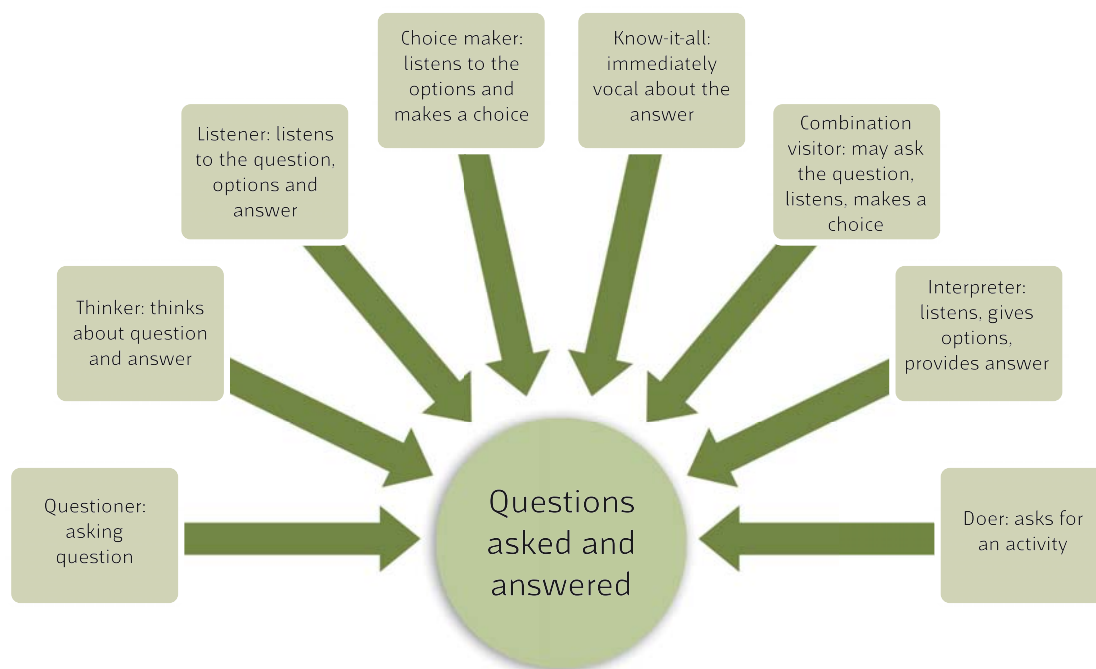 Choice maker:
listens to the
options and
makes a choice
Know-it-all:
immediately
vocal about the
answer
Listener: listens
to the question,
options and
answer
Combination
visitor: may ask
the question,
listens, makes a
choice
Thinker: thinks
about question
and answer
Interpreter:
listens, gives
options,
provides answer
Questioner:
asking
question
Questions
asked and
answered
Doer: asks for
an activity